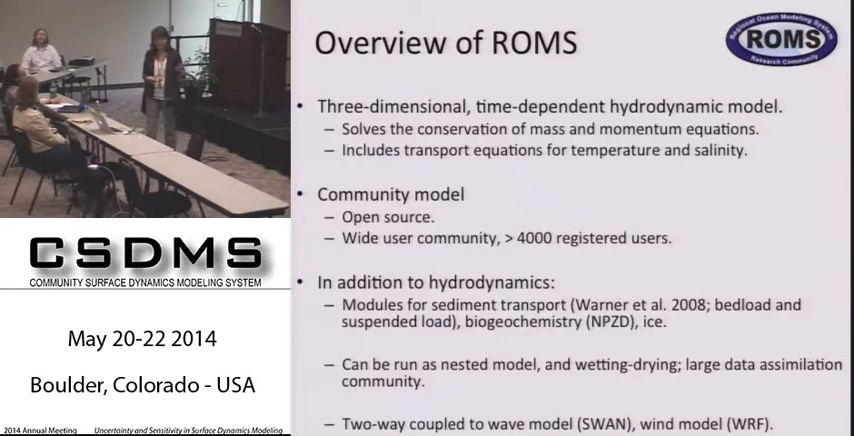 Overview of ROMS
Regional Ocean Modeling System
ROMS
Research Community
• Three-dimensional, time-dependent hydrodynamic model.
– Solves the conservation of mass and momentum equations.
– Includes transport equations for temperature and salinity.
• Community model
– Open source.
– Wide user community, > 4000 registered users.
• In addition to hydrodynamics:
– Modules for sediment transport (Warner et al. 2008; bedload and
suspended load), biogeochemistry (NPZD), ice.
– Can be run as nested model, and wetting-drying; large data assimilation
community.
– Two-way coupled to wave model (SWAN), wind model (WRF).
CSDMS
COMMUNITY SURFACE DYNAMICS MODELING SYSTEM
May 20-22 2014
Boulder, Colorado - USA
2014 Annual Meeting Uncertainty and Sensitivity in Surface Dynamics Modeling